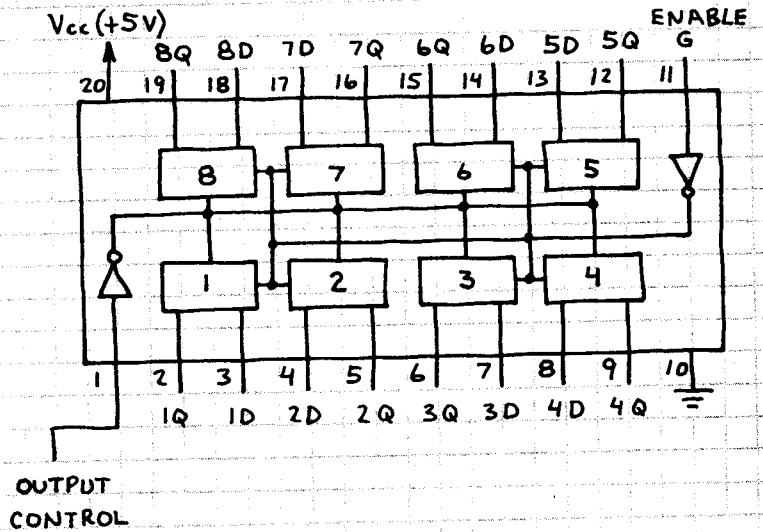 Vcc (+5V)
ENABLE
G
8Q 8D 7D 7Q 6Q 6D 5D 5Q
20 19 18 17 16 15 14 13 12 11
8 7 6 5
1 2 3 4
1 2 3 4 5 6 7 8 9 10
1Q 1D 2D 2Q 3Q 3D 4D 4Q
OUTPUT
CONTROL